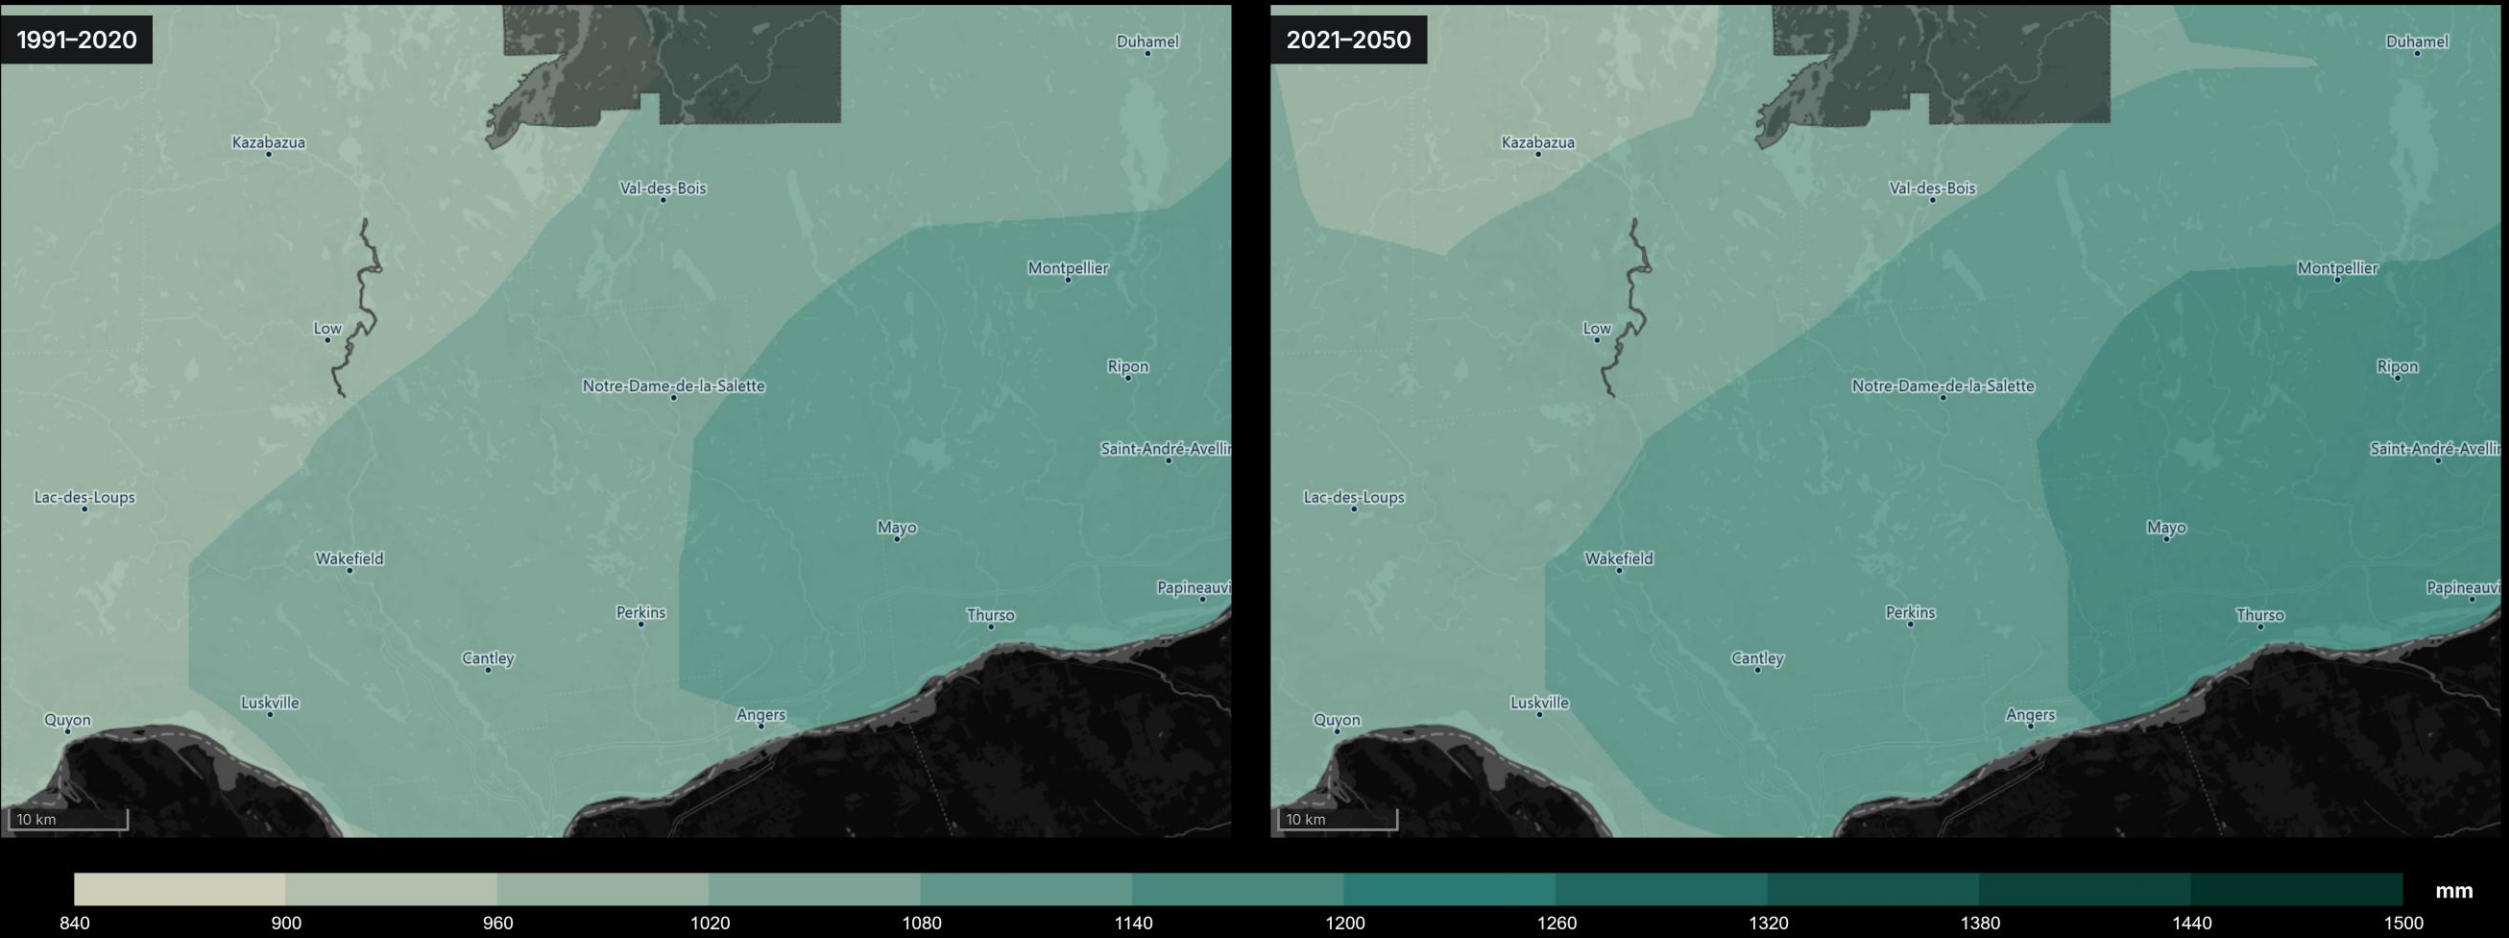 1991–2020
Duhamel
Kazabazua
Val-des-Bois
Montpellier
Low
Ripon
Notre-Dame-de-la-Salette
Saint-André-Avellin
Lac-des-Loups
Mayo
Wakefield
Papineauvi
Perkins
Thurso
Cantley
Luskville
Angers
Quyon
10 km
2021–2050
Duhamel
Kazabazua
Val-des-Bois
Montpellier
Low
Ripon
Notre-Dame-de-la-Salette
Saint-André-Avellin
Lac-des-Loups
Mayo
Wakefield
Papineauvi
Perkins
Thurso
Cantley
Luskville
Angers
Quyon
10 km
mm
840 900 960 1020 1080 1140 1200 1260 1320 1380 1440 1500